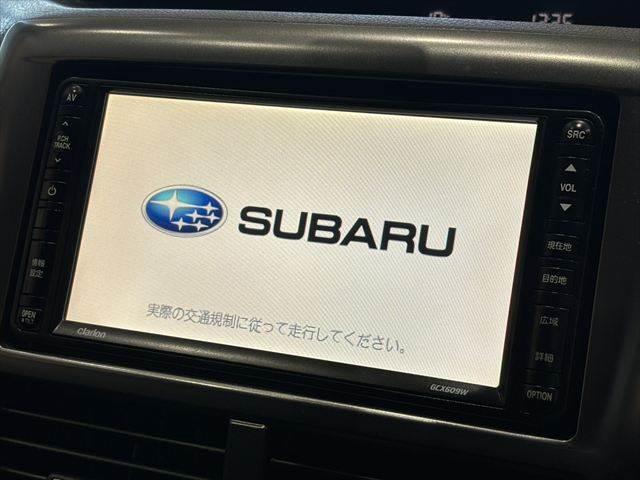 AV
P.CH
TRACK
情報
設定
OPEN
clarion
SUBARU
実際の交通規制に従って走行してください。
GCX609W
SRC
VOL
現在地
目的地
広域
詳細
OPTION